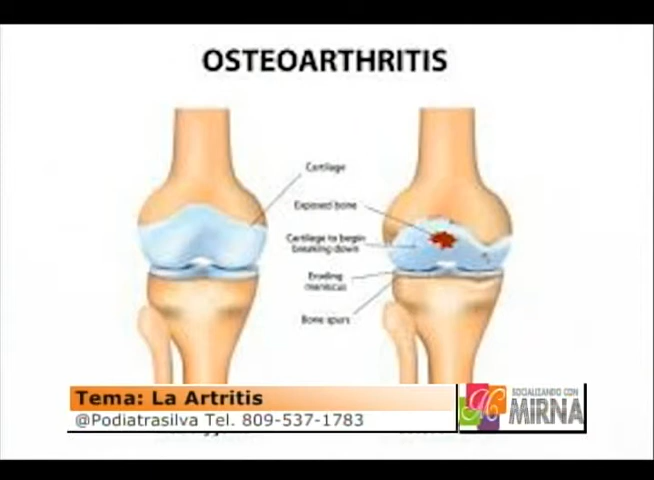 OSTEOARTHRITIS
Cartilage
Exposed bone
Cartilage to begin
breaking down
Eroding
meniscus
Bone spurs
Tema: La Artritis
@Podiatrasilva Tel. 809-537-1783
SOCIALIZANDO CON
MIRNA